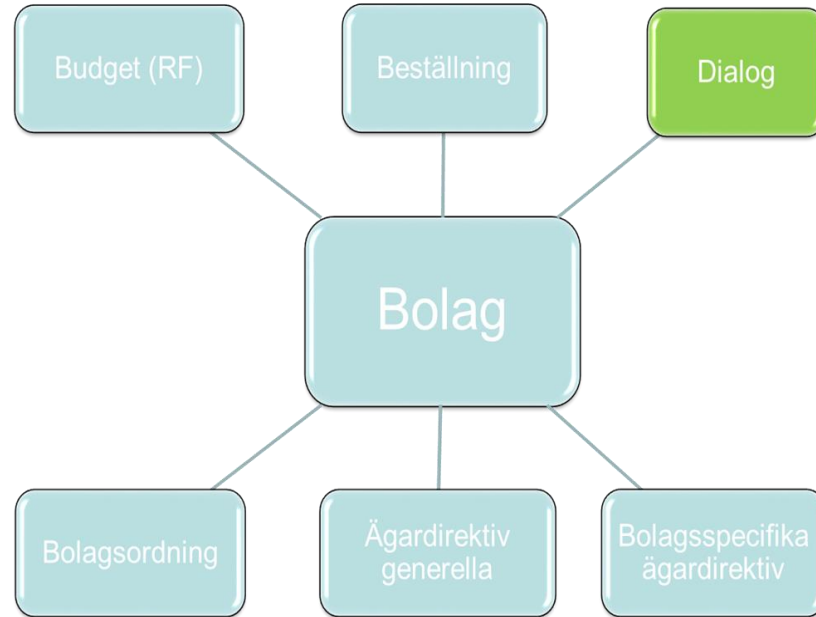 Budget (RF)
Beställning
Dialog
Bolag
Bolagsordning
Ägardirektiv
generella
Bolagsspecifika
ägardirektiv